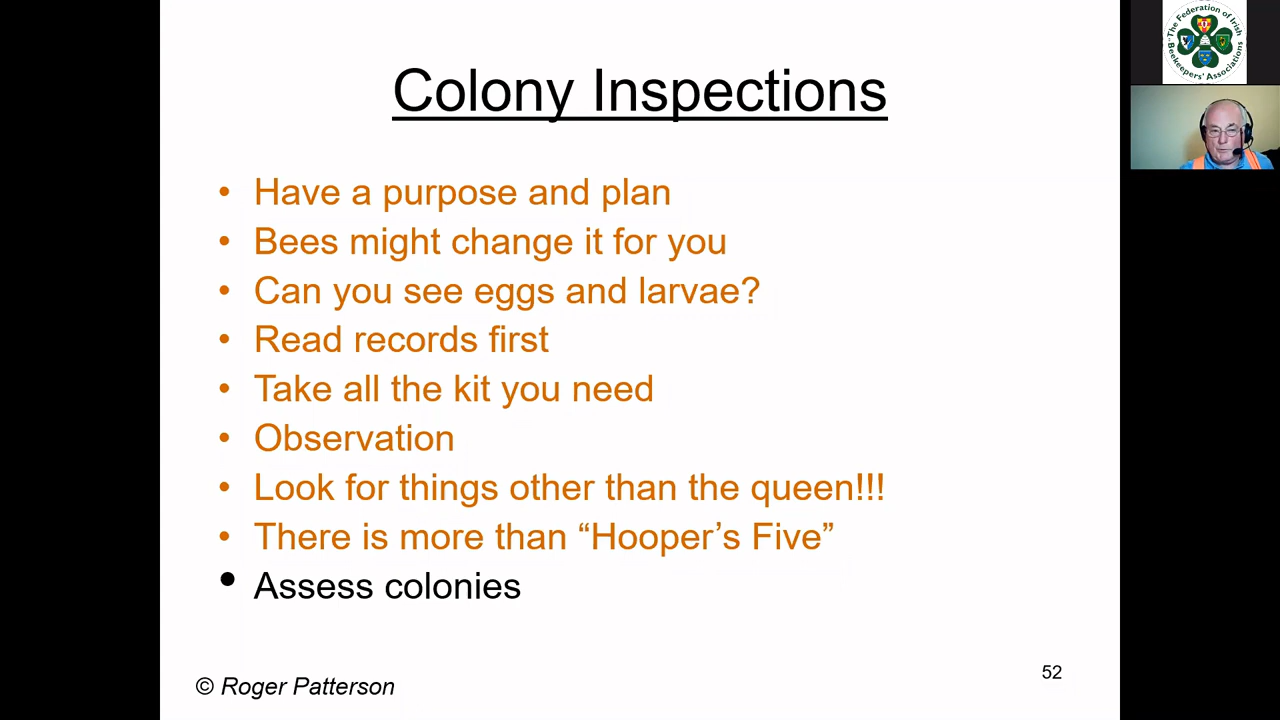 Colony Inspections
• Have a purpose and plan
• Bees might change it for you
• Can you see eggs and larvae?
• Read records first
• Take all the kit you need
• Observation
• Look for things other than the queen!!!
• There is more than “Hooper’s Five”
• Assess colonies
© Roger Patterson
52
"The Federation of Irish
Beekeepers' Associations"